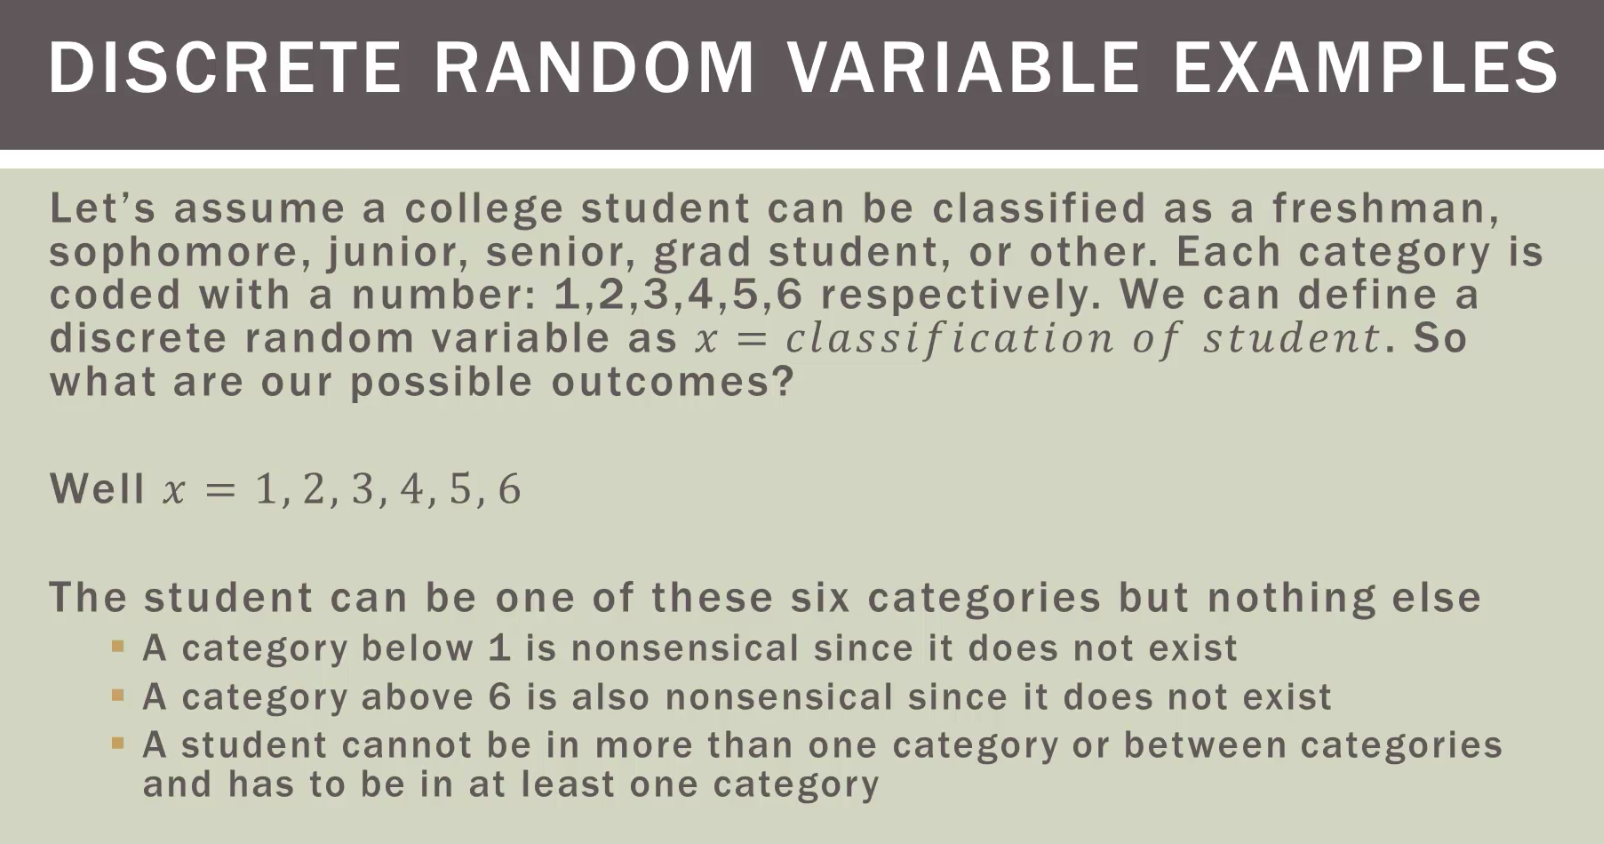 DISCRETE RANDOM VARIABLE EXAMPLES
Let's assume a college student can be classified as a freshman,
sophomore, junior, senior, grad student, or other. Each category is
coded with a number: 1,2,3,4,5,6 respectively. We can define a
discrete random variable as x = classification of student. So
what are our possible outcomes?
Well x = 1, 2, 3, 4, 5, 6
The student can be one of these six categories but nothing else
▪ A category below 1 is nonsensical since it does not exist
▪ A category above 6 is also nonsensical since it does not exist
▪ A student cannot be in more than one category or between categories
and has to be in at least one category